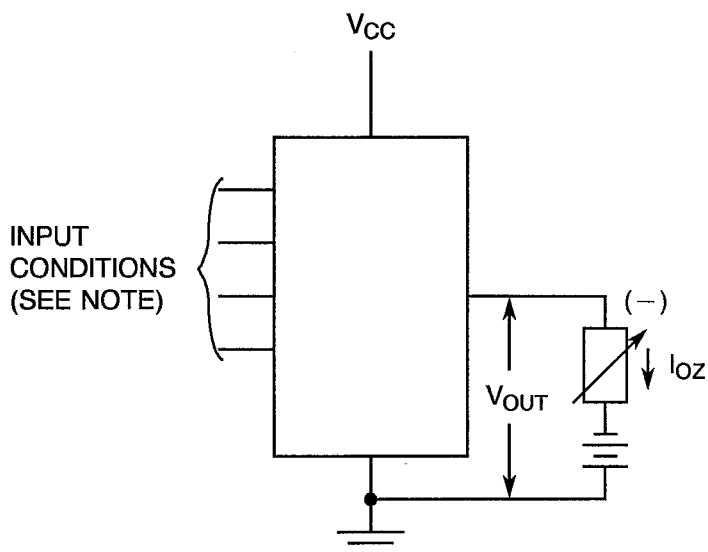 VCC
INPUT
CONDITIONS
(SEE NOTE)
(−)
IOZ
VOUT